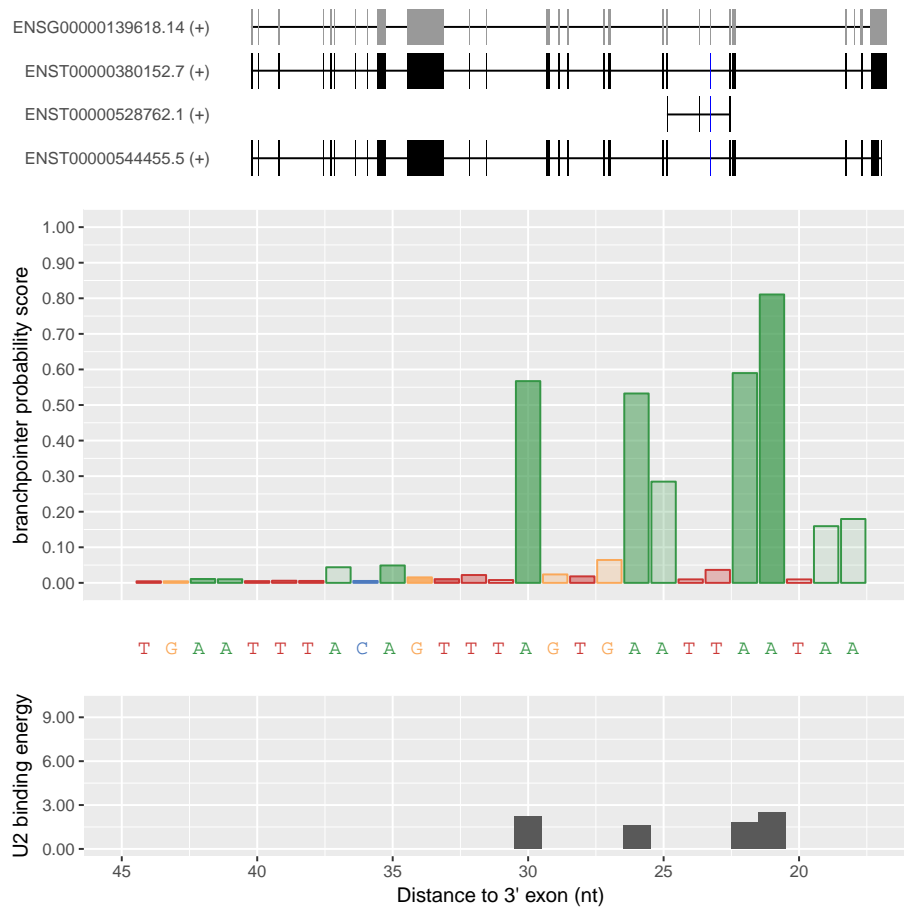 ENSG00000139618.14 (+)
ENST00000380152.7 (+)
ENST00000528762.1 (+)
ENST00000544455.5 (+)
branchpointer probability score
1.00
0.90
0.80
0.70
0.60
0.50
0.40
0.30
0.20
0.10
0.00
T G A A T T T A C A G T T T A G T G A A T T A A T A A
U2 binding energy
9.00
6.00
3.00
0.00
45 40 35 30 25 20
Distance to 3' exon (nt)